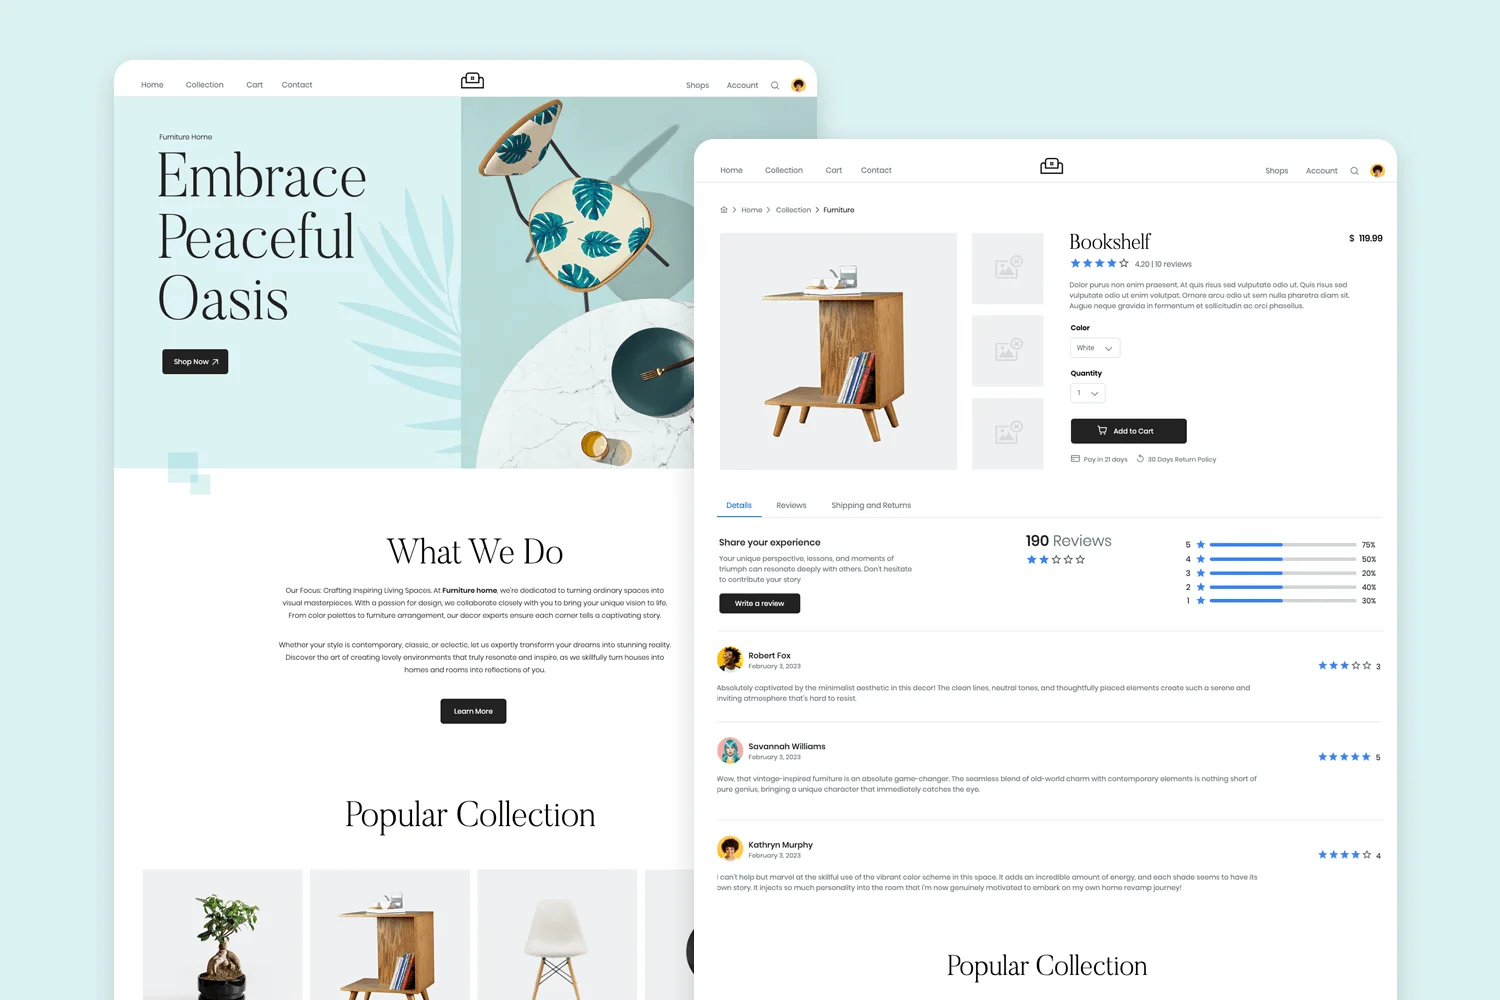 Home Collection Cart Contact Shops Account
Furniture Home
Embrace
Peaceful
Oasis
Shop Now
What We Do
Our Focus: Crafting Inspiring Living Spaces. At Furniture home, we're dedicated to turning ordinary spaces into
visual masterpieces. With a passion for design, we collaborate closely with you to bring your unique vision to life.
From color palettes to furniture arrangement, our decor experts ensure each corner tells a captivating story.
Whether your style is contemporary, classic, or eclectic, let us expertly transform your dreams into stunning reality.
Discover the art of creating lovely environments that truly resonate and inspire, as we skillfully turn houses into
homes and rooms into reflections of you.
Learn More
Popular Collection
Home Collection Cart Contact Shops Account
Home > Collection > Furniture
Bookshelf $ 119.99
4.20 | 10 reviews
Dolor purus non enim praesent. At quis risus sed vulputate odio ut. Quis risus sed
vulputate odio ut enim volutpat. Ornare arcu odio ut sem nulla pharetra diam sit.
Augue neque gravida in fermentum et sollicitudin ac orci phasellus.
Color
White
Quantity
1
Add to Cart
Pay in 21 days 30 Days Return Policy
Details Reviews Shipping and Returns
Share your experience
Your unique perspective, lessons, and moments of
triumph can resonate deeply with others. Don't hesitate
to contribute your story
Write a review
190 Reviews
5 75%
4 50%
3 20%
2 40%
1 30%
Robert Fox
February 3, 2023
3
Absolutely captivated by the minimalist aesthetic in this decor! The clean lines, neutral tones, and thoughtfully placed elements create such a serene and
inviting atmosphere that's hard to resist.
Savannah Williams
February 3, 2023
5
Wow, that vintage-inspired furniture is an absolute game-changer. The seamless blend of old-world charm with contemporary elements is nothing short of
pure genius, bringing a unique character that immediately catches the eye.
Kathryn Murphy
February 3, 2023
4
I can't help but marvel at the skillful use of the vibrant color scheme in this space. It adds an incredible amount of energy, and each shade seems to have its
own story. It injects so much personality into the room that I'm now genuinely motivated to embark on my own home revamp journey!
Popular Collection